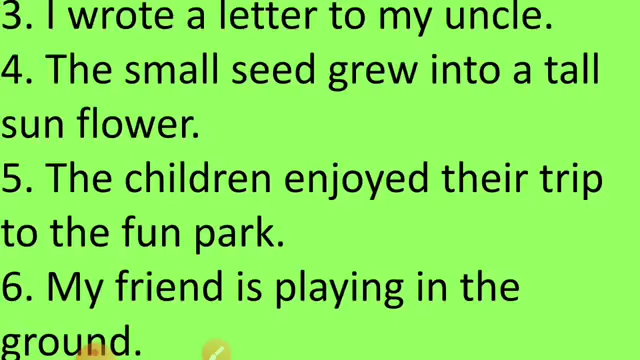 3. I wrote a letter to my uncle.
4. The small seed grew into a tall
sun flower.
5. The children enjoyed their trip
to the fun park.
6. My friend is playing in the
ground.